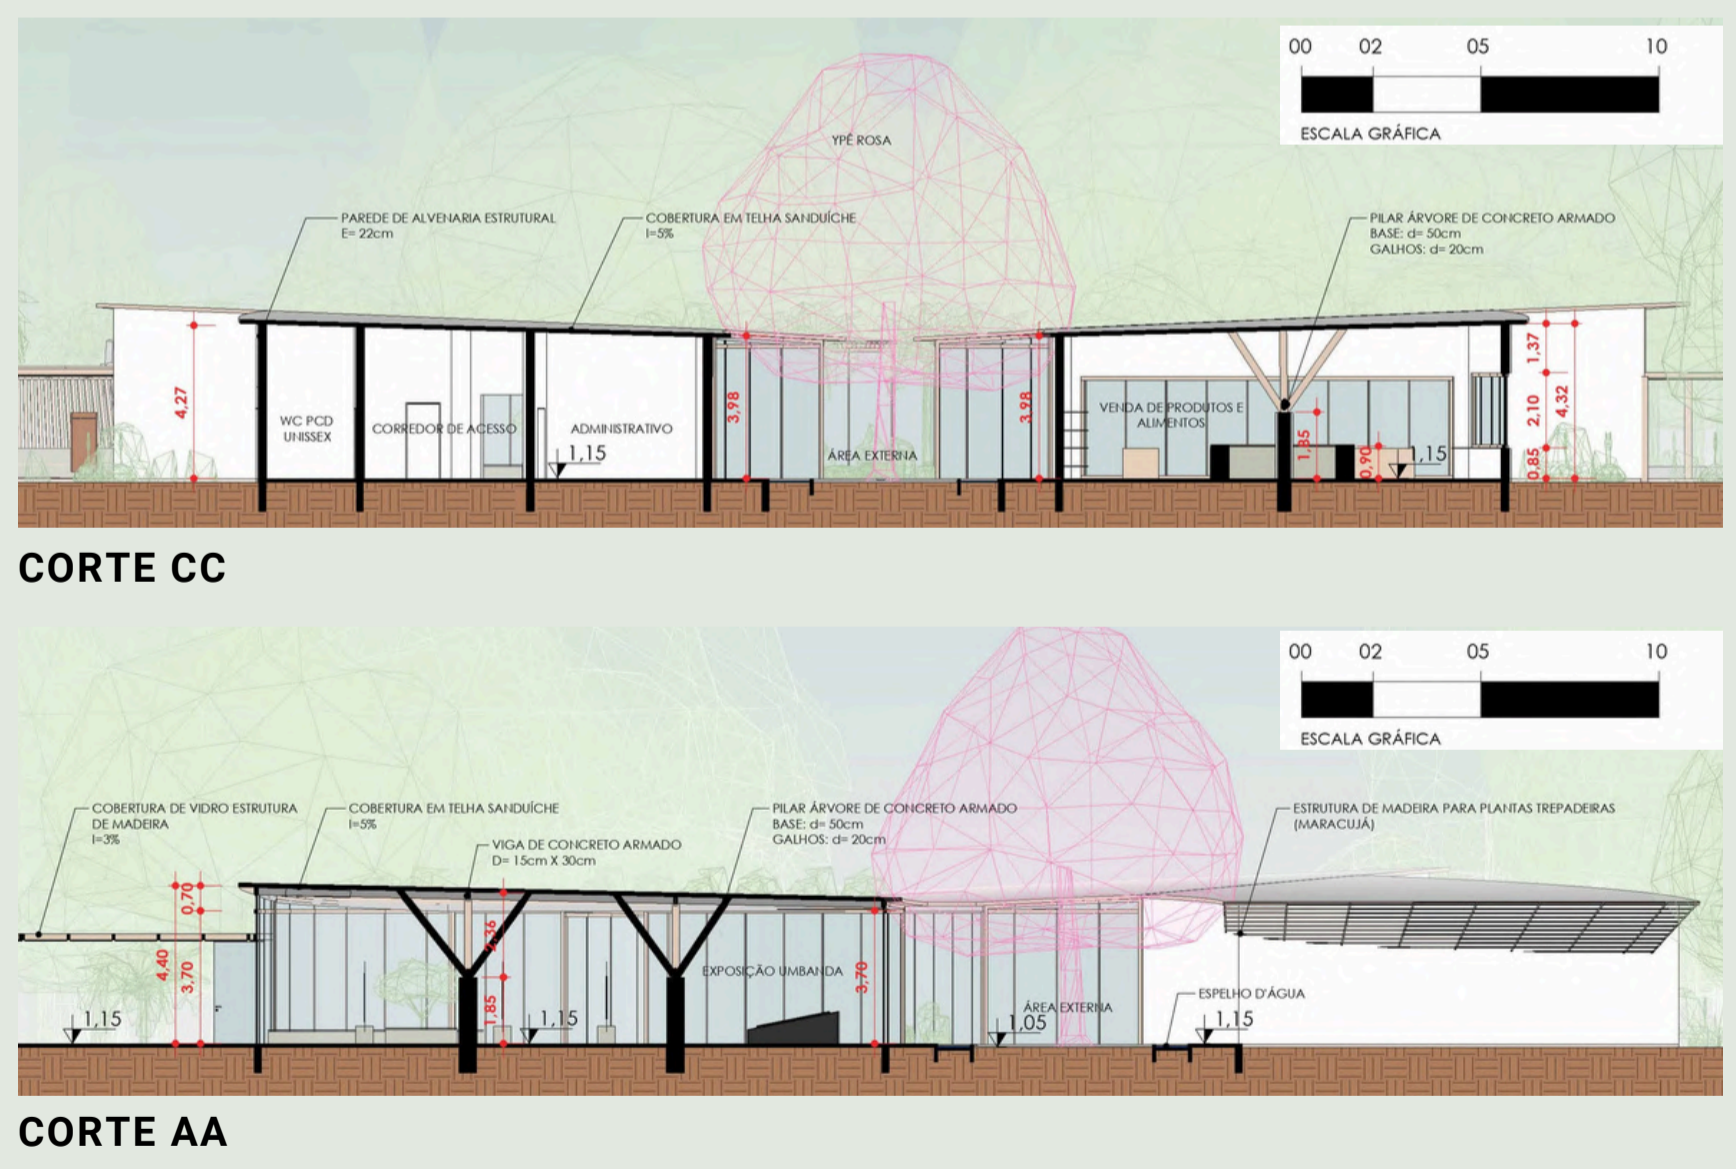 00 02 05 10
ESCALA GRÁFICA
YPÊ ROSA
PAREDE DE ALVENARIA ESTRUTURAL
E= 22cm
COBERTURA EM TELHA SANDUÍCHE
I=5%
PILAR ÁRVORE DE CONCRETO ARMADO
BASE: d= 50cm
GALHOS: d= 20cm
4,27
WC PCD
UNISSEX
CORREDOR DE ACESSO
ADMINISTRATIVO
1,15
3,98
ÁREA EXTERNA
3,98
VENDA DE PRODUTOS E
ALIMENTOS
1,85
0,90
1,15
1,37
2,10
0,85
4,32
CORTE CC
00 02 05 10
ESCALA GRÁFICA
COBERTURA DE VIDRO ESTRUTURA
DE MADEIRA
I=3%
COBERTURA EM TELHA SANDUÍCHE
I=5%
VIGA DE CONCRETO ARMADO
D= 15cm X 30cm
PILAR ÁRVORE DE CONCRETO ARMADO
BASE: d= 50cm
GALHOS: d= 20cm
ESTRUTURA DE MADEIRA PARA PLANTAS TREPADEIRAS
(MARACUJÁ)
0,70
4,40
3,70
1,15
1,85
1,15
EXPOSIÇÃO UMBANDA
3,70
ÁREA EXTERNA
1,05
ESPELHO D'ÁGUA
1,15
CORTE AA